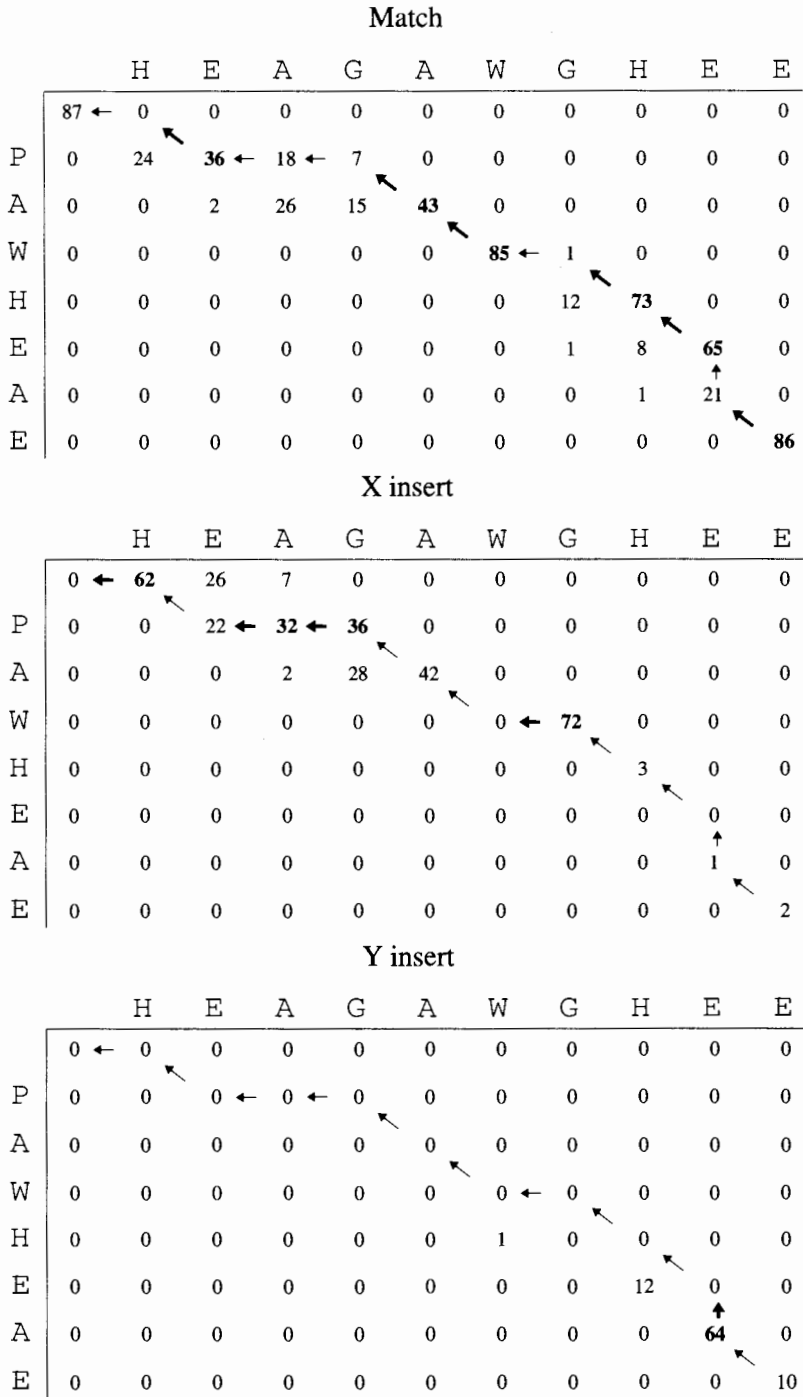 Match
H E A G A W G H E E
87 ← 0 0 0 0 0 0 0 0 0 0
P 0 24 36 ← 18 ← 7 0 0 0 0 0 0
A 0 0 2 26 15 43 0 0 0 0 0
W 0 0 0 0 0 0 85 ← 1 0 0 0
H 0 0 0 0 0 0 0 12 73 0 0
E 0 0 0 0 0 0 0 1 8 65 0
A 0 0 0 0 0 0 0 0 1 21 0
E 0 0 0 0 0 0 0 0 0 0 86
X insert
H E A G A W G H E E
0 ← 62 26 7 0 0 0 0 0 0 0
P 0 0 22 ← 32 ← 36 0 0 0 0 0 0
A 0 0 0 2 28 42 0 0 0 0 0
W 0 0 0 0 0 0 0 ← 72 0 0 0
H 0 0 0 0 0 0 0 0 3 0 0
E 0 0 0 0 0 0 0 0 0 0 0
A 0 0 0 0 0 0 0 0 0 1 0
E 0 0 0 0 0 0 0 0 0 0 2
Y insert
H E A G A W G H E E
0 ← 0 0 0 0 0 0 0 0 0 0
P 0 0 0 ← 0 ← 0 0 0 0 0 0 0
A 0 0 0 0 0 0 0 0 0 0 0
W 0 0 0 0 0 0 0 ← 0 0 0 0
H 0 0 0 0 0 0 1 0 0 0 0
E 0 0 0 0 0 0 0 0 12 0 0
A 0 0 0 0 0 0 0 0 0 64 0
E 0 0 0 0 0 0 0 0 0 0 10